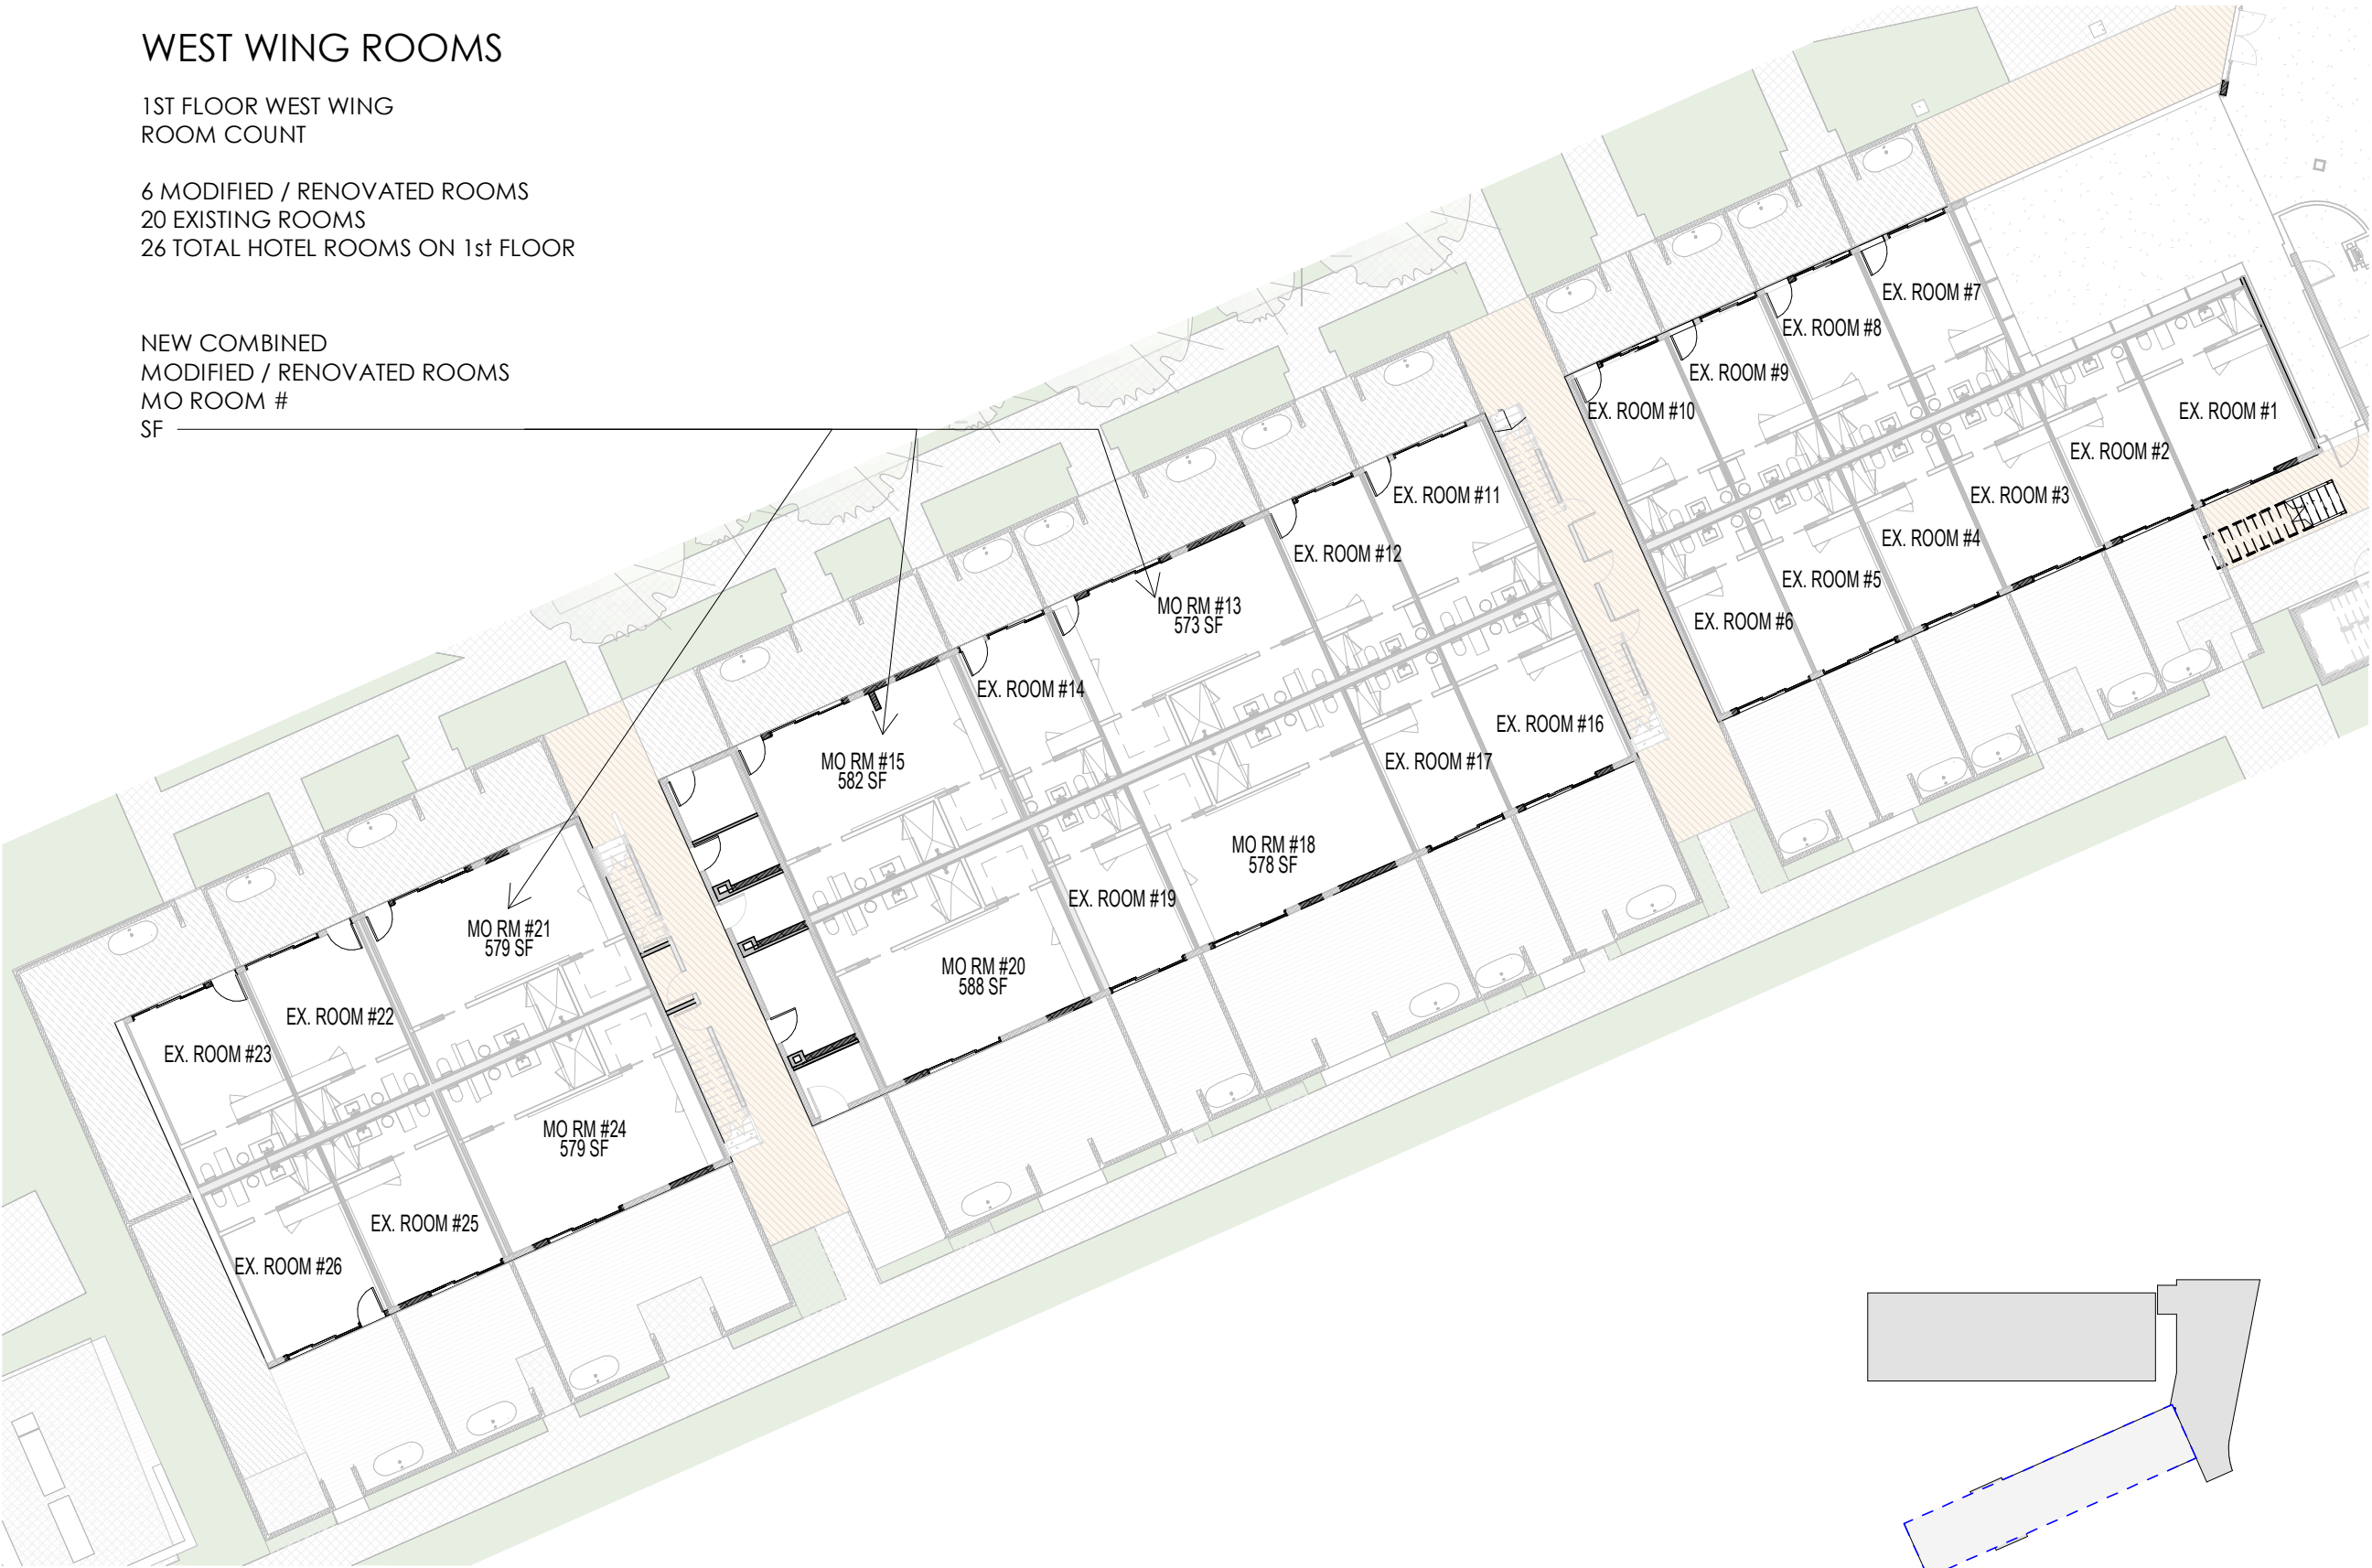 WEST WING ROOMS
1ST FLOOR WEST WING
ROOM COUNT
6 MODIFIED / RENOVATED ROOMS
20 EXISTING ROOMS
26 TOTAL HOTEL ROOMS ON 1st FLOOR
NEW COMBINED
MODIFIED / RENOVATED ROOMS
MO ROOM #
SF
EX. ROOM #7
EX. ROOM #8
EX. ROOM #9
EX. ROOM #10
EX. ROOM #1
EX. ROOM #2
EX. ROOM #3
EX. ROOM #4
EX. ROOM #5
EX. ROOM #6
EX. ROOM #11
EX. ROOM #12
MO RM #13
573 SF
EX. ROOM #14
MO RM #15
582 SF
EX. ROOM #16
EX. ROOM #17
MO RM #18
578 SF
EX. ROOM #19
MO RM #20
588 SF
MO RM #21
579 SF
EX. ROOM #22
EX. ROOM #23
MO RM #24
579 SF
EX. ROOM #25
EX. ROOM #26